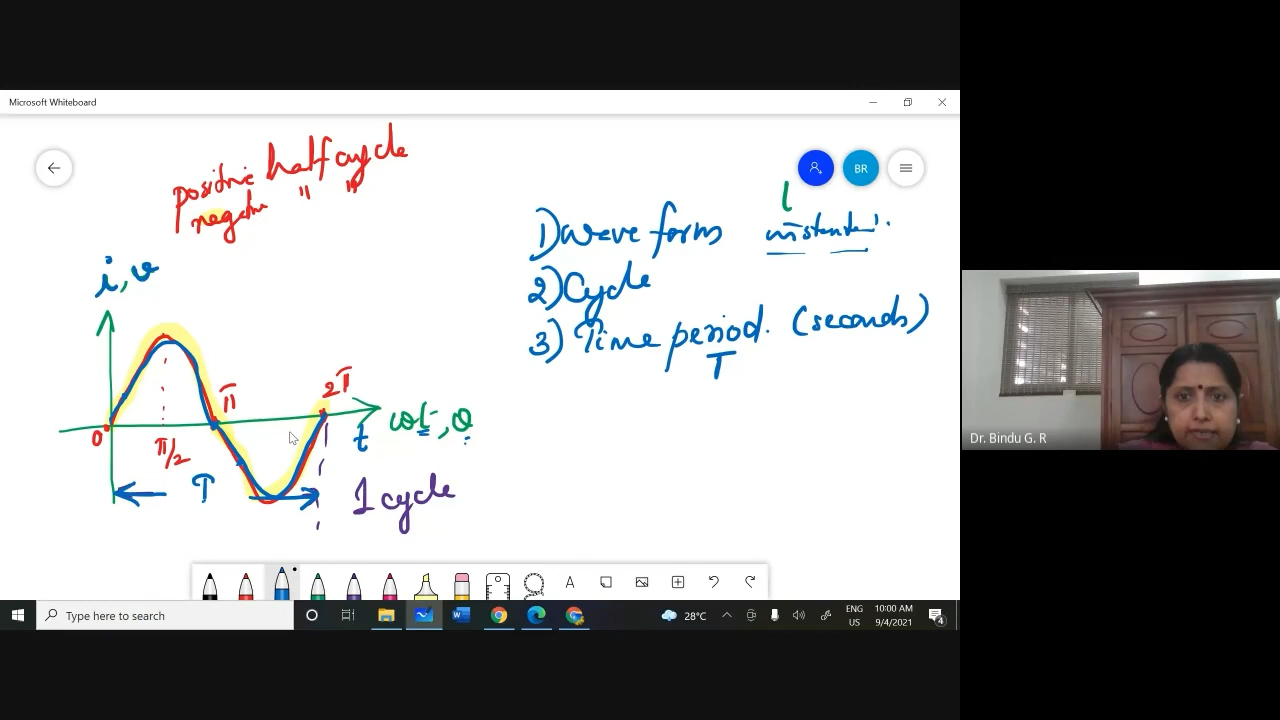 Microsoft Whiteboard
positive half cycle
negative " "
BR
1) Wave forms
2) Cycle
3) Time period. (seconds)
T
i, v
0
π/2
π
2π
t
ωt, θ
T
1 cycle
Dr. Bindu G. R
A
Type here to search
28°C
ENG
US
10:00 AM
9/4/2021
4